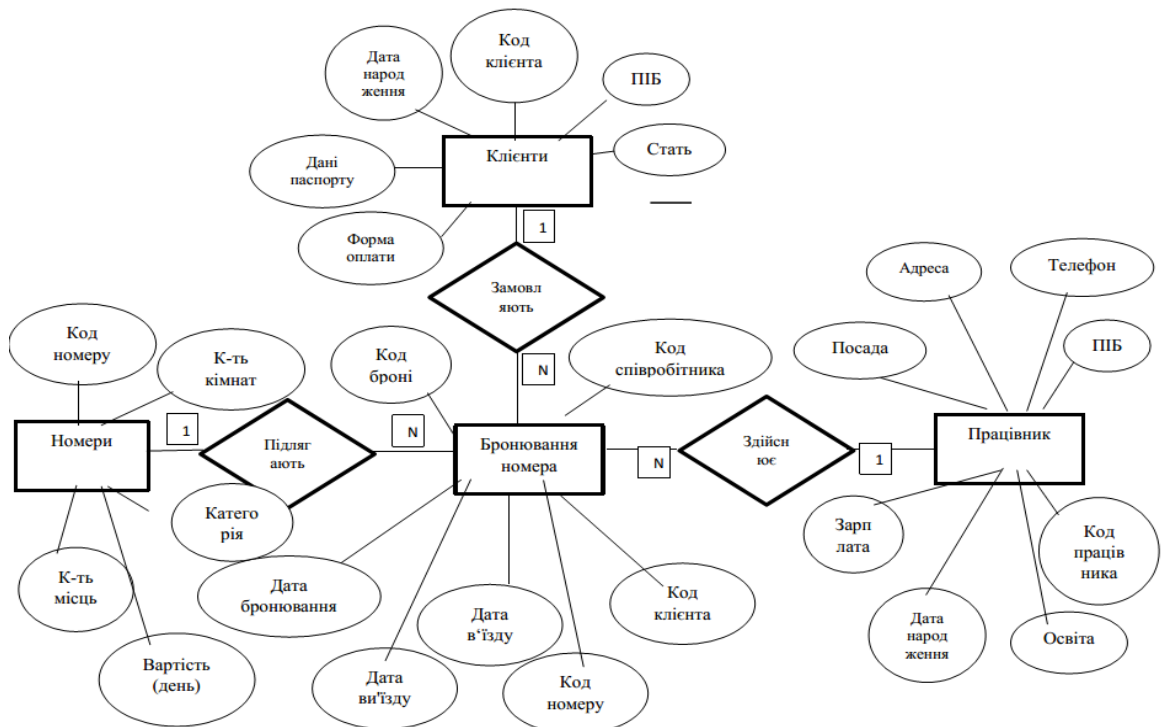 Код
клієнта
Дата
народ
ження
ПІБ
Клієнти
Стать
Дані
паспорту
Форма
оплати
1
Замовл
яють
Адреса
Телефон
Код
номеру
К-ть
кімнат
Код
броні
N
Код
співробітника
Посада
ПІБ
Номери
1
Підляг
ають
N
Бронювання
номера
N
Здійсн
ює
1
Працівник
Катего
рія
Зарп
лата
Код
праців
ника
К-ть
місць
Дата
бронювання
Дата
в‘їзду
Код
клієнта
Дата
народ
ження
Освіта
Вартість
(день)
Дата
ви'їзду
Код
номеру